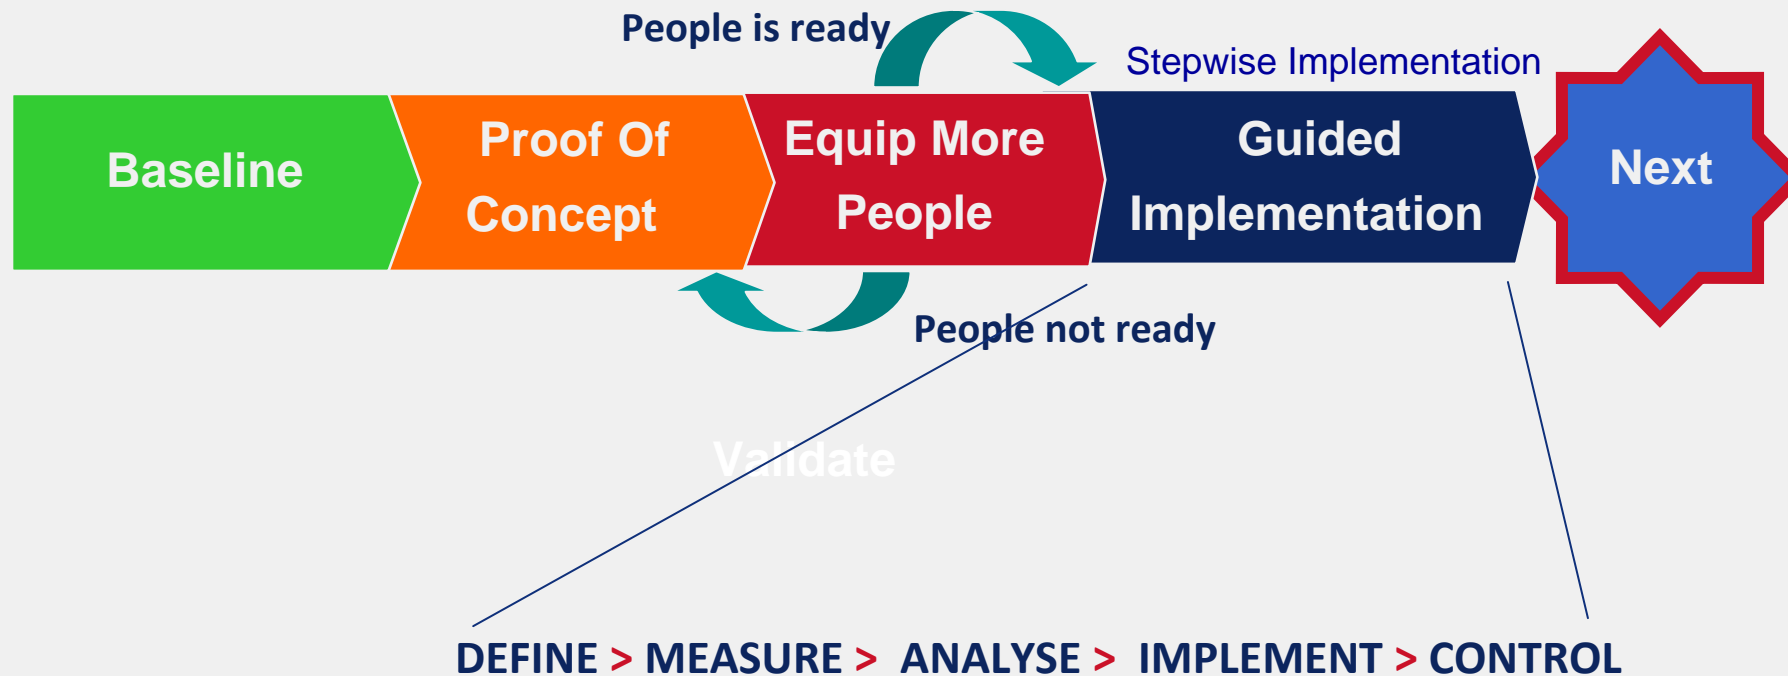 People is ready
Stepwise Implementation
Baseline
Proof Of
Concept
Equip More
People
Guided
Implementation
Next
People not ready
Validate
DEFINE > MEASURE > ANALYSE > IMPLEMENT > CONTROL